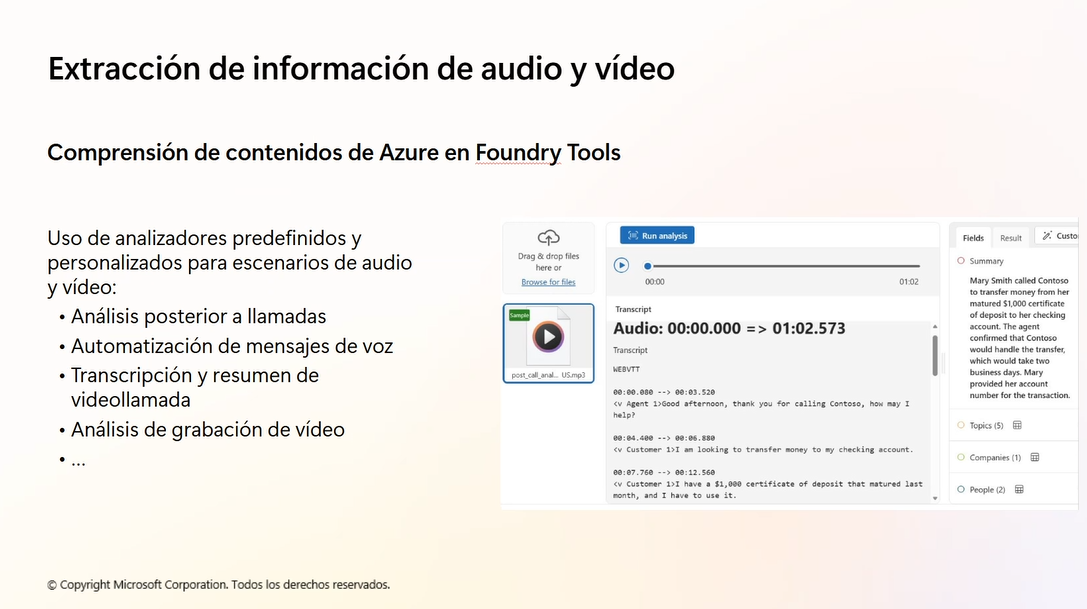 Extracción de información de audio y vídeo
Comprensión de contenidos de Azure en Foundry Tools
Uso de analizadores predefinidos y
personalizados para escenarios de audio
y vídeo:
• Análisis posterior a llamadas
• Automatización de mensajes de voz
• Transcripción y resumen de
videollamada
• Análisis de grabación de vídeo
• ...
Drag & drop files
here or
Browse for files
Sample
post_call_anal... US.mp3
Run analysis
00:00
01:02
Transcript
Audio: 00:00.000 => 01:02.573
Transcript
WEBVTT
00:00.080 --> 00:03.520
<v Agent 1>Good afternoon, thank you for calling Contoso, how may I
help?
00:04.400 --> 00:06.880
<v Customer 1>I am looking to transfer money to my checking account.
00:07.760 --> 00:12.560
<v Customer 1>I have a $1,000 certificate of deposit that matured last
month, and I have to use it.
Fields
Result
Custo
Summary
Mary Smith called Contoso
to transfer money from her
matured $1,000 certificate
of deposit to her checking
account. The agent
confirmed that Contoso
would handle the transfer,
which would take two
business days. Mary
provided her account
number for the transaction.
Topics (5)
Companies (1)
People (2)
© Copyright Microsoft Corporation. Todos los derechos reservados.